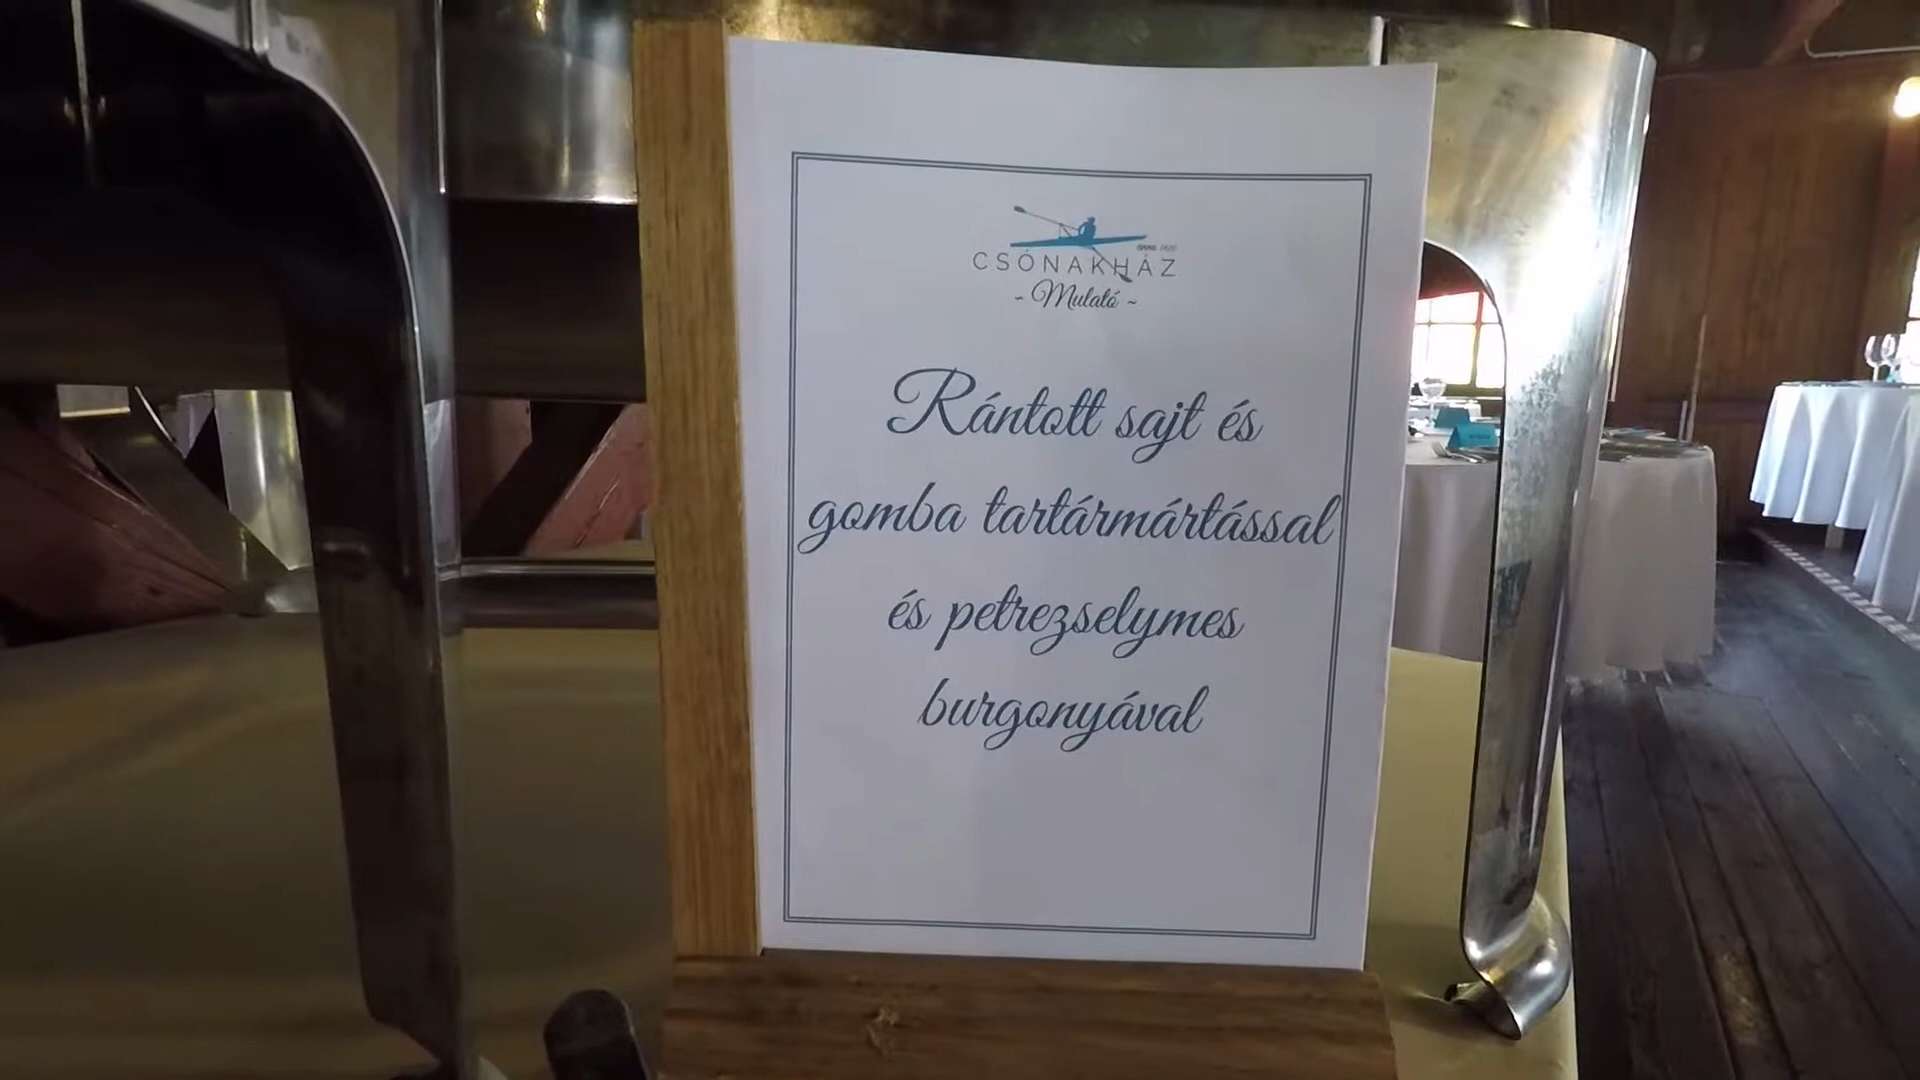 CSÓNAKHÁZ
~ Mulató ~
Rántott sajt és
gomba tartármártással
és petrezselymes
burgonyával